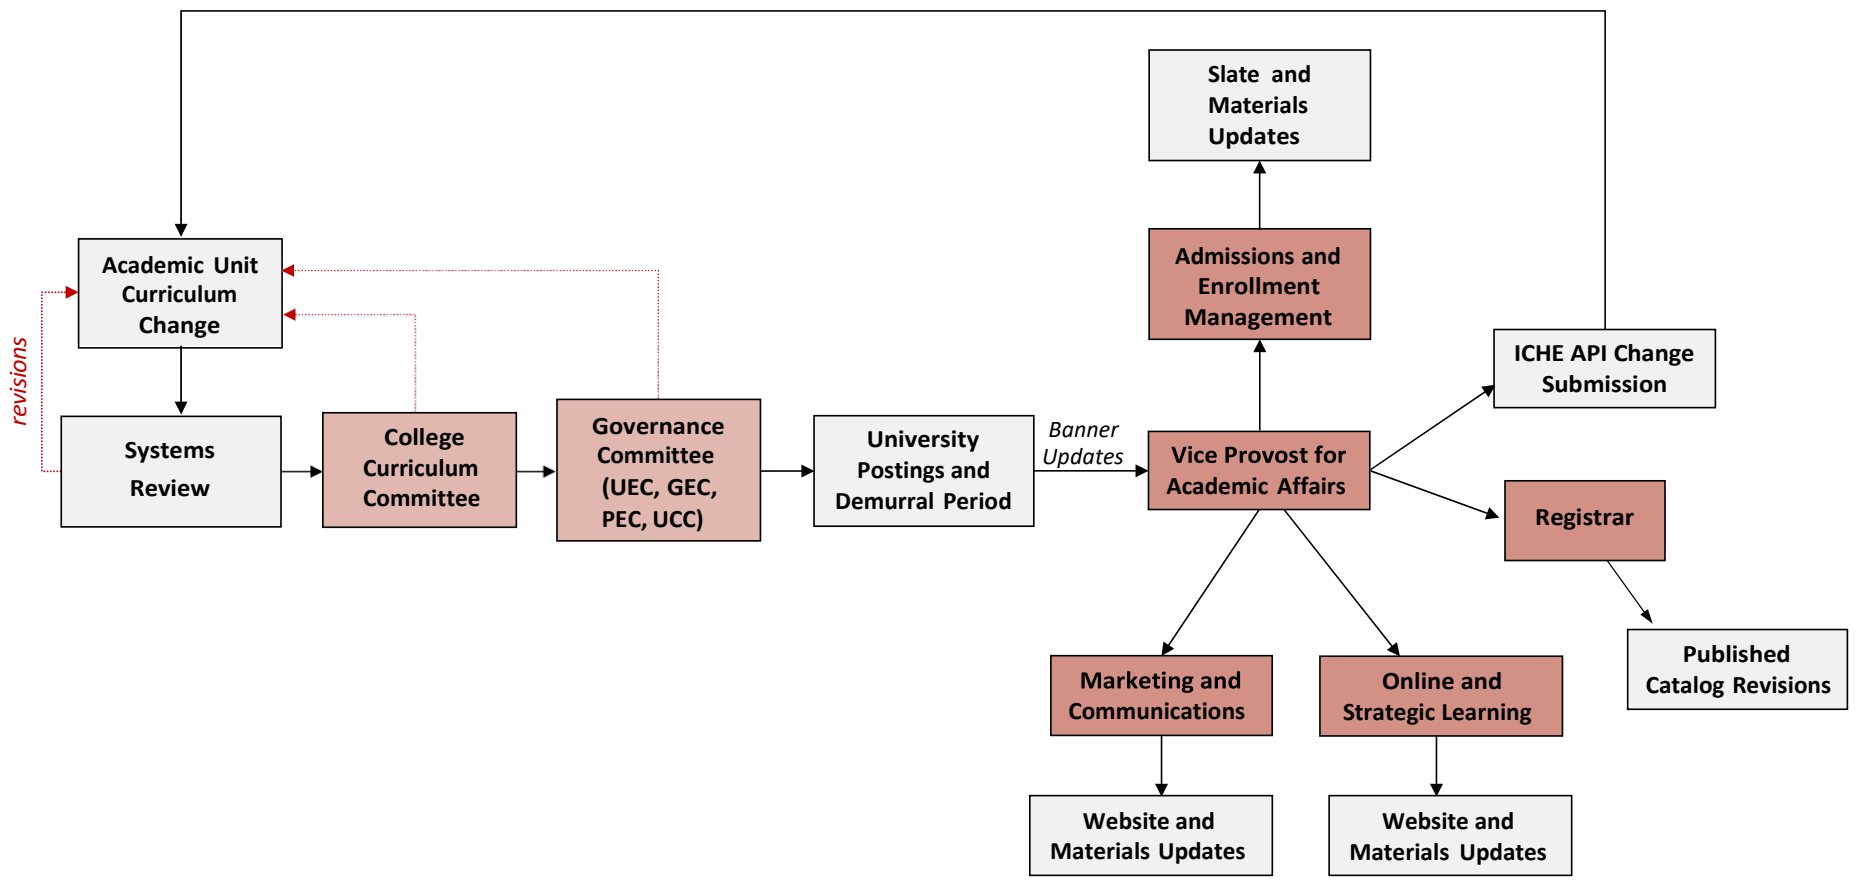 Slate and
Materials
Updates
Academic Unit
Curriculum
Change
Admissions and
Enrollment
Management
revisions
ICHE API Change
Submission
Systems
Review
College
Curriculum
Committee
Governance
Committee
(UEC, GEC,
PEC, UCC)
University
Postings and
Demurral Period
Banner
Updates
Vice Provost for
Academic Affairs
Registrar
Published
Catalog Revisions
Marketing and
Communications
Online and
Strategic Learning
Website and
Materials Updates
Website and
Materials Updates